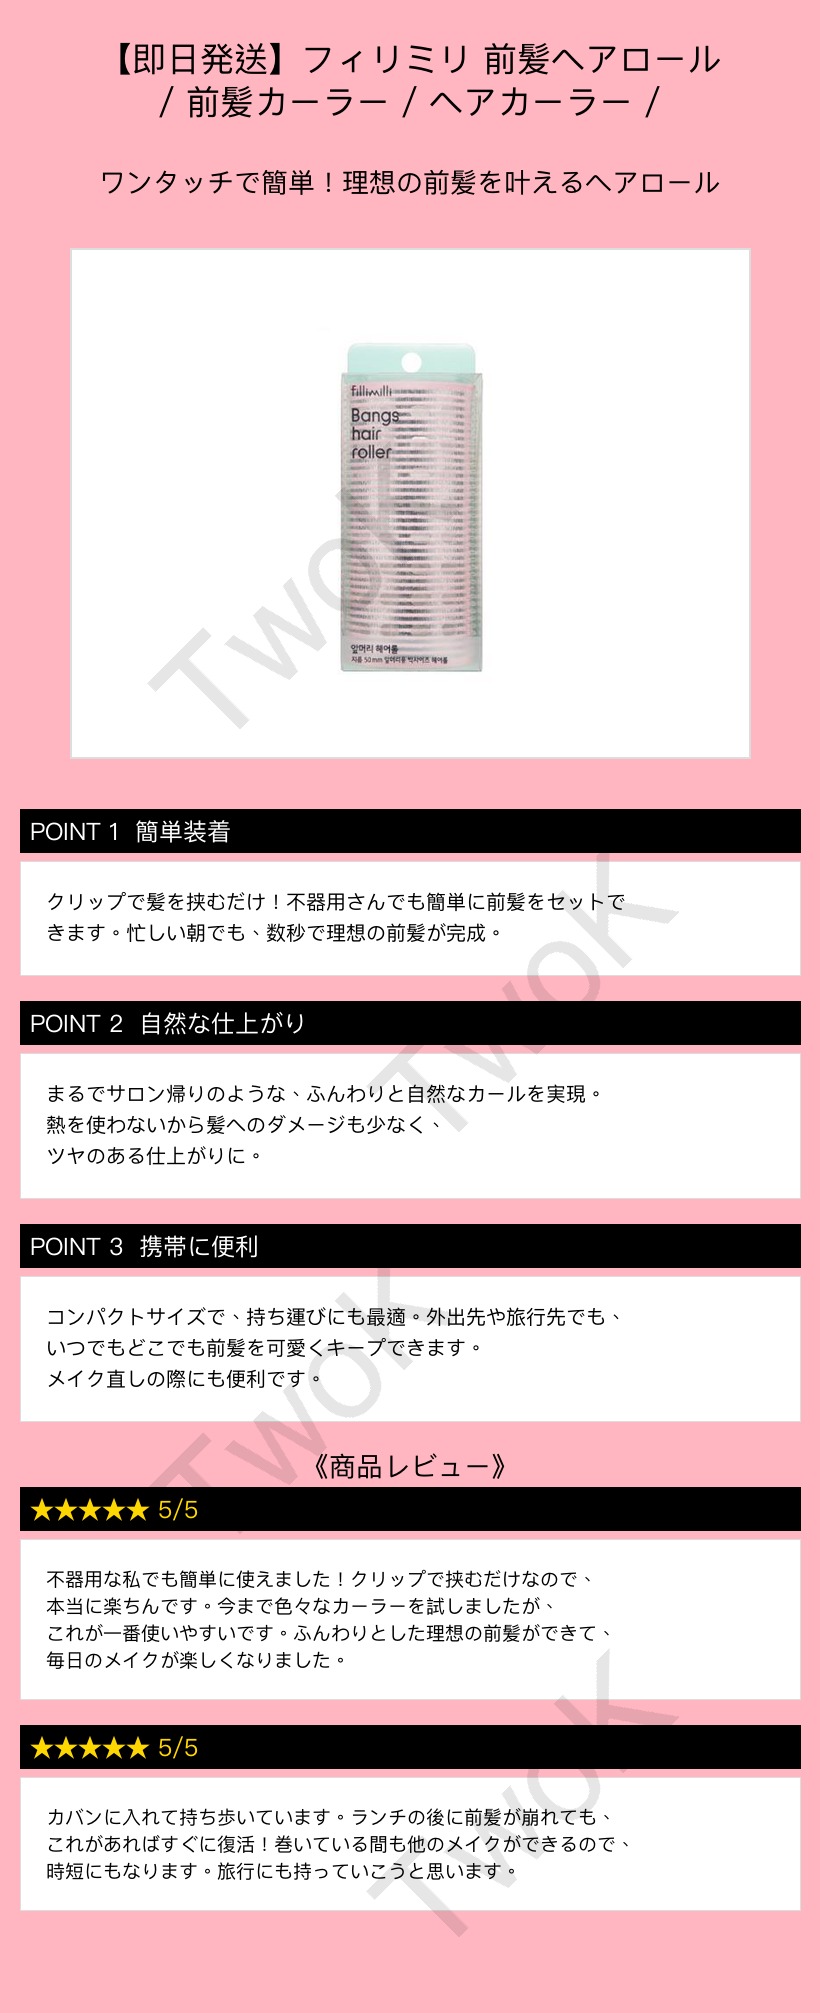 【即日発送】フィリミリ 前髪ヘアロール
/ 前髪カーラー / ヘアカーラー /
ワンタッチで簡単！理想の前髪を叶えるヘアロール
fillimilli
Bangs
hair
roller
앞머리 헤어롤
지름 50mm 앞머리용 빅사이즈 헤어롤
TwoK
POINT 1 簡単装着
クリップで髪を挟むだけ！不器用さんでも簡単に前髪をセットで
きます。忙しい朝でも、数秒で理想の前髪が完成。
TwoK
POINT 2 自然な仕上がり
まるでサロン帰りのような、ふんわりと自然なカールを実現。
熱を使わないから髪へのダメージも少なく、
ツヤのある仕上がりに。
POINT 3 携帯に便利
コンパクトサイズで、持ち運びにも最適。外出先や旅行先でも、
いつでもどこでも前髪を可愛くキープできます。
メイク直しの際にも便利です。
TwoK
《商品レビュー》
★★★★★ 5/5
不器用な私でも簡単に使えました！クリップで挟むだけなので、
本当に楽ちんです。今まで色々なカーラーを試しましたが、
これが一番使いやすいです。ふんわりとした理想の前髪ができて、
毎日のメイクが楽しくなりました。
★★★★★ 5/5
カバンに入れて持ち歩いています。ランチの後に前髪が崩れても、
これがあればすぐに復活！巻いている間も他のメイクができるので、
時短にもなります。旅行にも持っていこうと思います。
TwoK